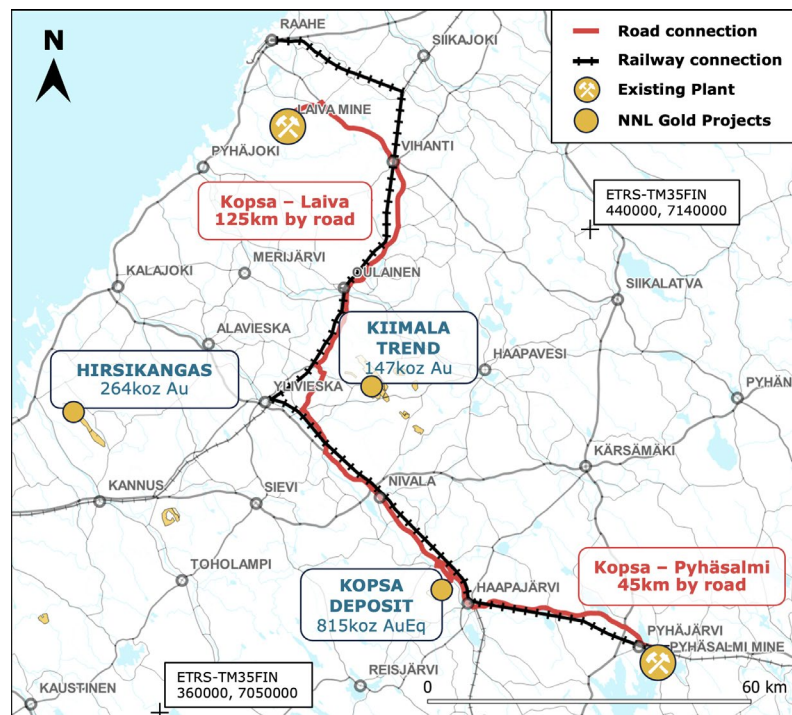 RAAHE
SIIKAJOKI
N
Road connection
Railway connection
Existing Plant
NNL Gold Projects
LAIVA MINE
VIHANTI
PYHÄJOKI
Kopsa – Laiva
125km by road
ETRS-TM35FIN
440000, 7140000
MERIJÄRVI
OULAINEN
KALAJOKI
SIIKALATVA
ALAVIESKA
KIIMALA
TREND
147koz Au
HAAPAVESI
HIRSIKANGAS
264koz Au
YLIVIESKA
PYHÄN
KÄRSÄMÄKI
KANNUS
SIEVI
NIVALA
TOHOLAMPI
KOPSA
DEPOSIT
815koz AuEq
HAAPAJÄRVI
Kopsa – Pyhäsalmi
45km by road
PYHÄJÄRVI
PYHÄSALMI MINE
ETRS-TM35FIN
360000, 7050000
REISJÄRVI
KAUSTINEN
0
60 km